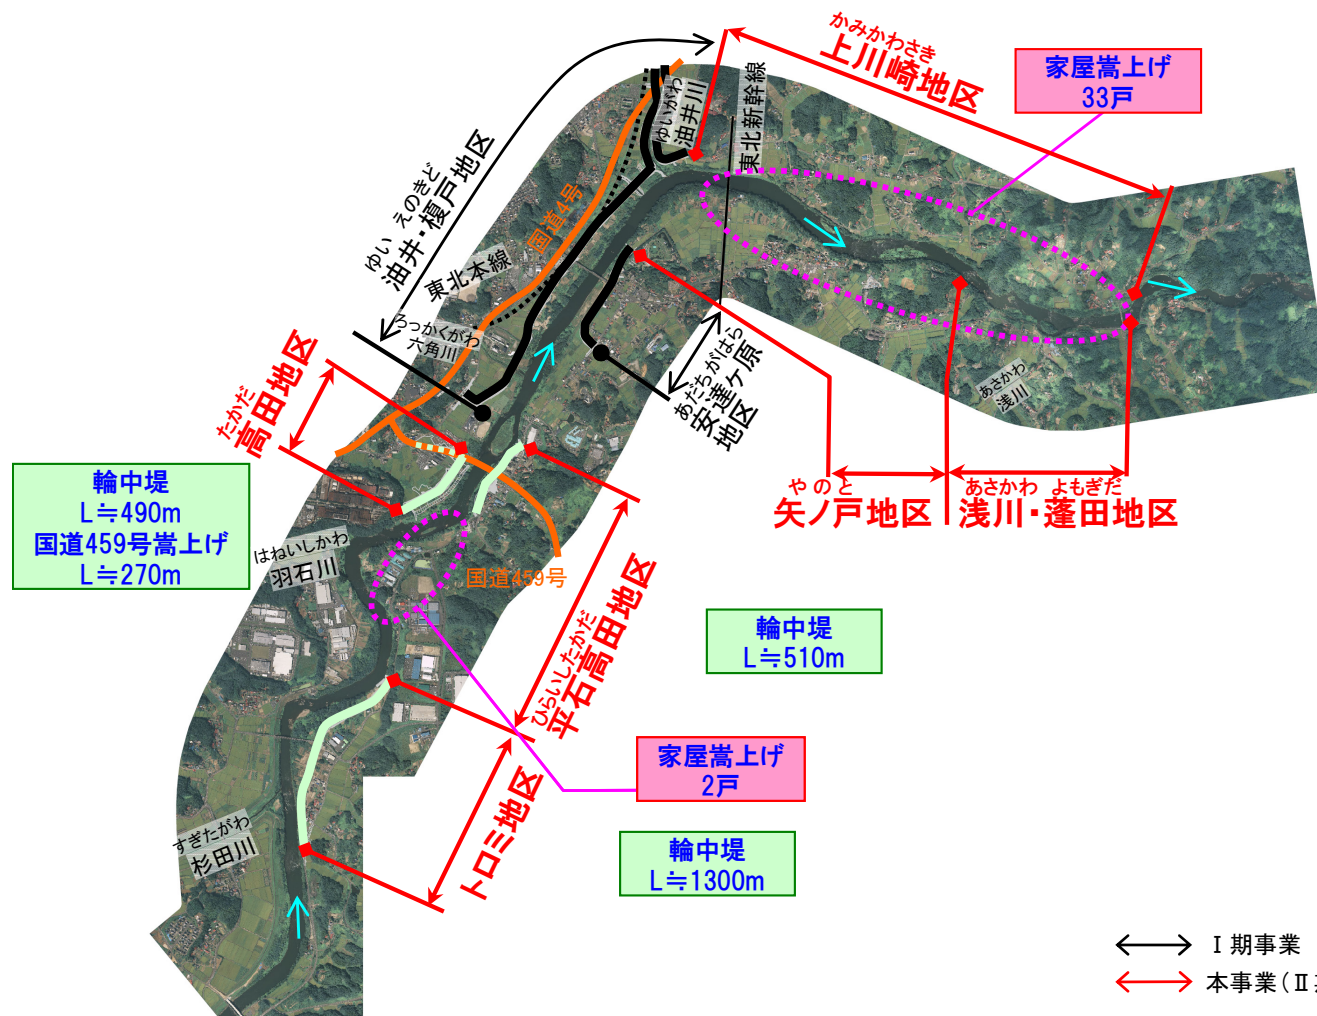 かみかわさき
上川崎地区
家屋嵩上げ
33戸
ゆいがわ
油井川
東北新幹線
ゆい えのきど
油井・榎戸地区
国道4号
東北本線
ろっかくがわ
六角川
たかだ
高田地区
あだちがはら
安達ヶ原
地区
あさかわ
浅川
やのと
矢ノ戸地区
あさかわ よもぎだ
浅川・蓬田地区
輪中堤
L≒490m
国道459号嵩上げ
L≒270m
はねいしかわ
羽石川
国道459号
ひらいしたかだ
平石高田地区
輪中堤
L≒510m
家屋嵩上げ
2戸
トロミ地区
輪中堤
L≒1300m
すぎたがわ
杉田川
Ⅰ期事業
本事業(Ⅱ